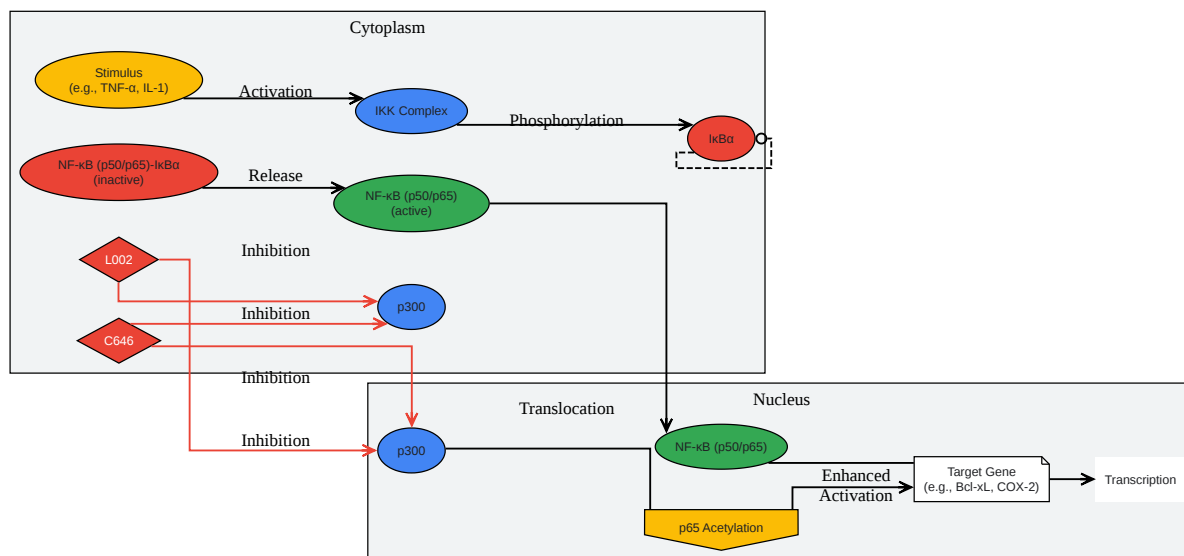 Cytoplasm
Stimulus
(e.g., TNF-α, IL-1)
Activation
IKK Complex
Phosphorylation
IκBα
NF-κB (p50/p65)-IκBα
(inactive)
Release
NF-κB (p50/p65)
(active)
Inhibition
L002
p300
Inhibition
C646
Inhibition
Nucleus
Translocation
Inhibition
p300
NF-κB (p50/p65)
Enhanced
Activation
Target Gene
(e.g., Bcl-xL, COX-2)
Transcription
p65 Acetylation